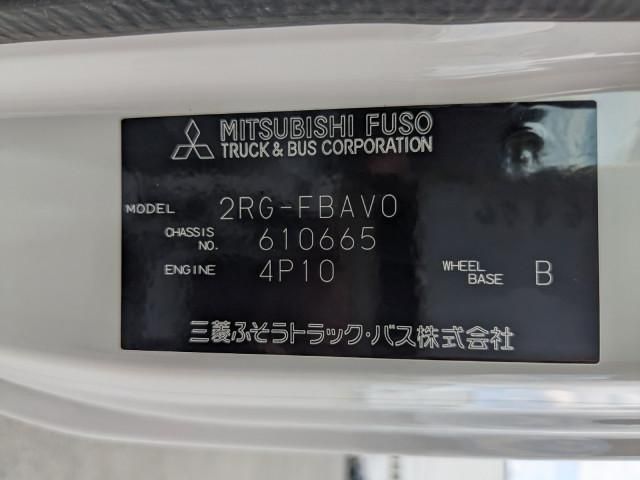 MITSUBISHI FUSO
TRUCK & BUS CORPORATION
MODEL 2RG-FBAV0
CHASSIS NO. 610665
ENGINE 4P10 WHEEL BASE B
三菱ふそうトラック・バス株式会社